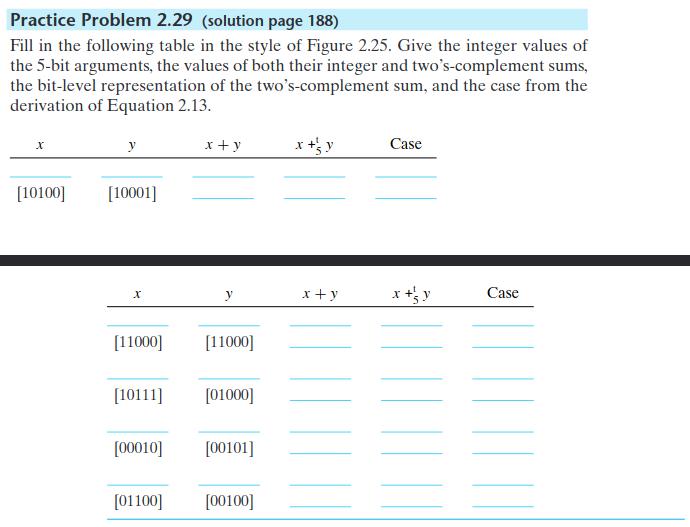 Practice Problem 2.29 (solution page 188)
Fill in the following table in the style of Figure 2.25. Give the integer values of
the 5-bit arguments, the values of both their integer and two’s-complement sums,
the bit-level representation of the two’s-complement sum, and the case from the
derivation of Equation 2.13.
x y x + y x +ᵗ₅ y Case
[10100] [10001]
x y x + y x +ᵗ₅ y Case
[11000] [11000]
[10111] [01000]
[00010] [00101]
[01100] [00100]